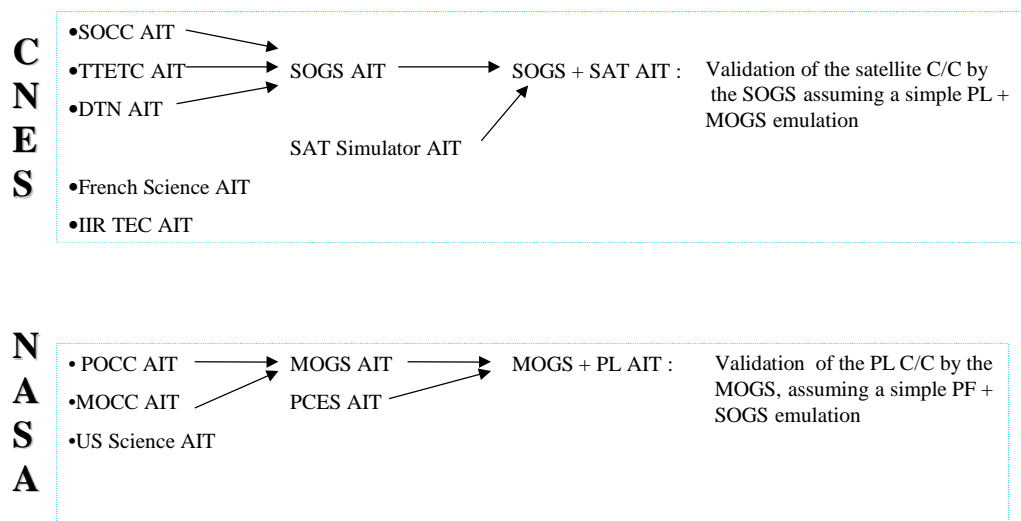 CNES
•SOCC AIT
•TTETC AIT
•DTN AIT
SOGS AIT
SAT Simulator AIT
SOGS + SAT AIT :
Validation of the satellite C/C by
the SOGS assuming a simple PL +
MOGS emulation
•French Science AIT
•IIR TEC AIT
NASA
• POCC AIT
•MOCC AIT
•US Science AIT
MOGS AIT
PCES AIT
MOGS + PL AIT :
Validation of the PL C/C by the
MOGS, assuming a simple PF +
SOGS emulation